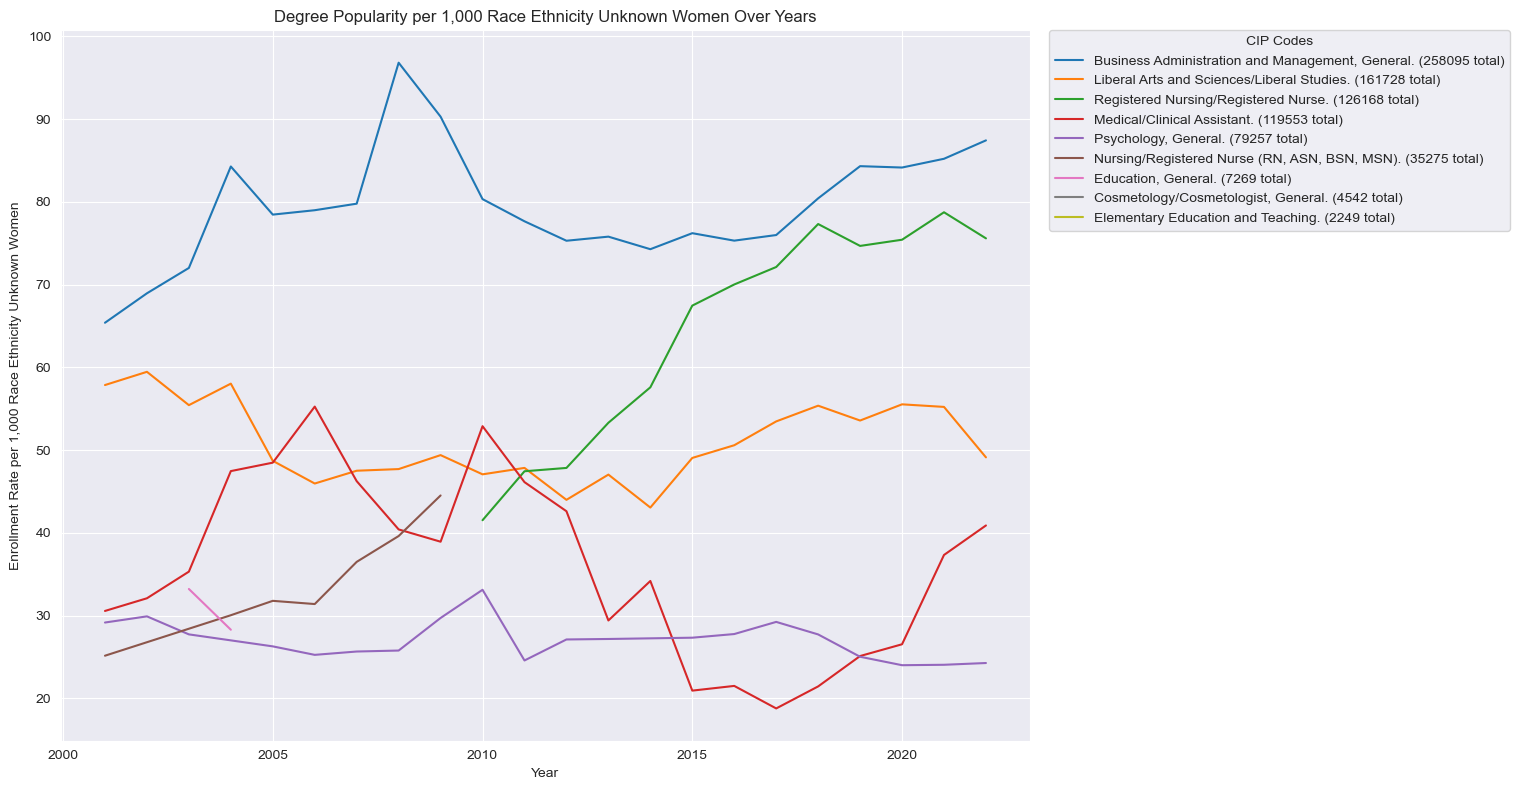 Degree Popularity per 1,000 Race Ethnicity Unknown Women Over Years
CIP Codes
Business Administration and Management, General. (258095 total)
Liberal Arts and Sciences/Liberal Studies. (161728 total)
Registered Nursing/Registered Nurse. (126168 total)
Medical/Clinical Assistant. (119553 total)
Psychology, General. (79257 total)
Nursing/Registered Nurse (RN, ASN, BSN, MSN). (35275 total)
Education, General. (7269 total)
Cosmetology/Cosmetologist, General. (4542 total)
Elementary Education and Teaching. (2249 total)
Enrollment Rate per 1,000 Race Ethnicity Unknown Women
100
90
80
70
60
50
40
30
20
2000 2005 2010 2015 2020
Year